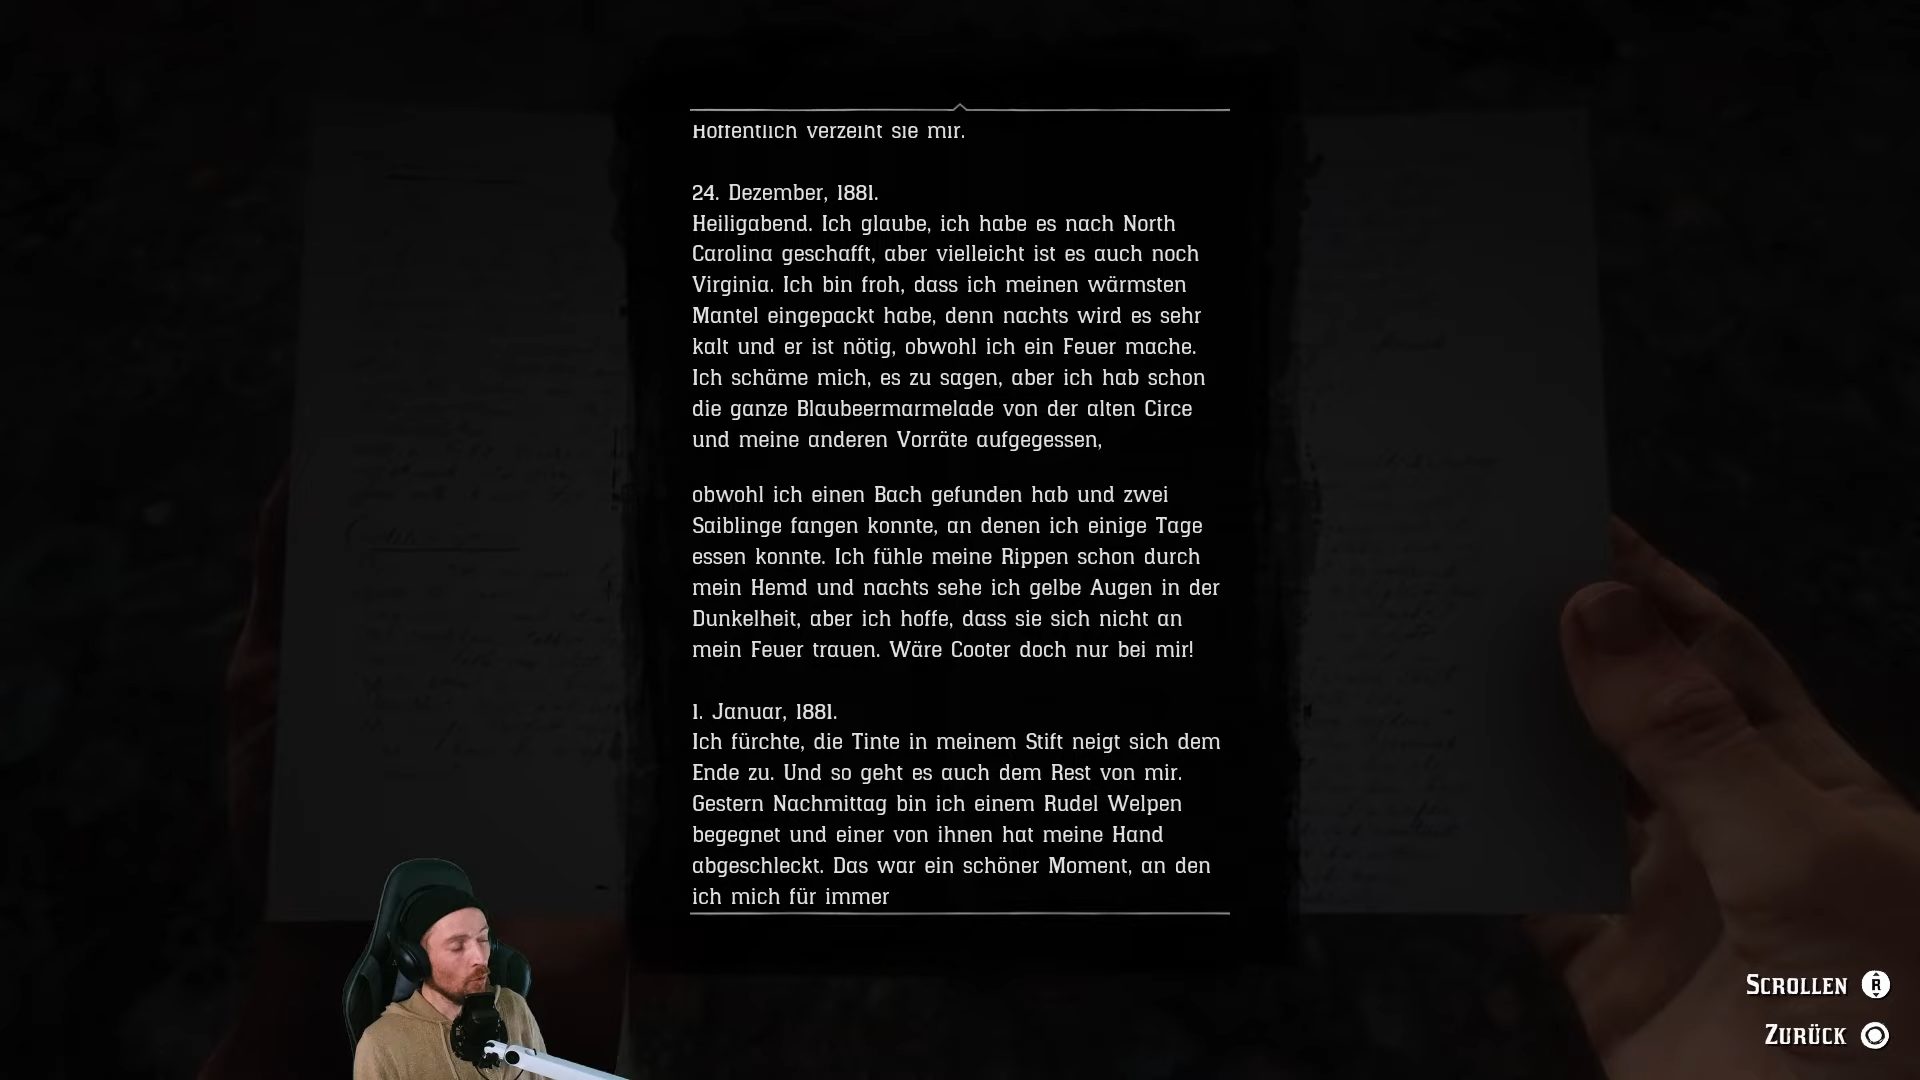 Hoffentlich verzeiht sie mir.
24. Dezember, 1881.
Heiligabend. Ich glaube, ich habe es nach North
Carolina geschafft, aber vielleicht ist es auch noch
Virginia. Ich bin froh, dass ich meinen wärmsten
Mantel eingepackt habe, denn nachts wird es sehr
kalt und er ist nötig, obwohl ich ein Feuer mache.
Ich schäme mich, es zu sagen, aber ich hab schon
die ganze Blaubeermarmelade von der alten Circe
und meine anderen Vorräte aufgegessen,
obwohl ich einen Bach gefunden hab und zwei
Saiblinge fangen konnte, an denen ich einige Tage
essen konnte. Ich fühle meine Rippen schon durch
mein Hemd und nachts sehe ich gelbe Augen in der
Dunkelheit, aber ich hoffe, dass sie sich nicht an
mein Feuer trauen. Wäre Cooter doch nur bei mir!
1. Januar, 1881.
Ich fürchte, die Tinte in meinem Stift neigt sich dem
Ende zu. Und so geht es auch dem Rest von mir.
Gestern Nachmittag bin ich einem Rudel Welpen
begegnet und einer von ihnen hat meine Hand
abgeschleckt. Das war ein schöner Moment, an den
ich mich für immer
SCROLLEN R
ZURÜCK